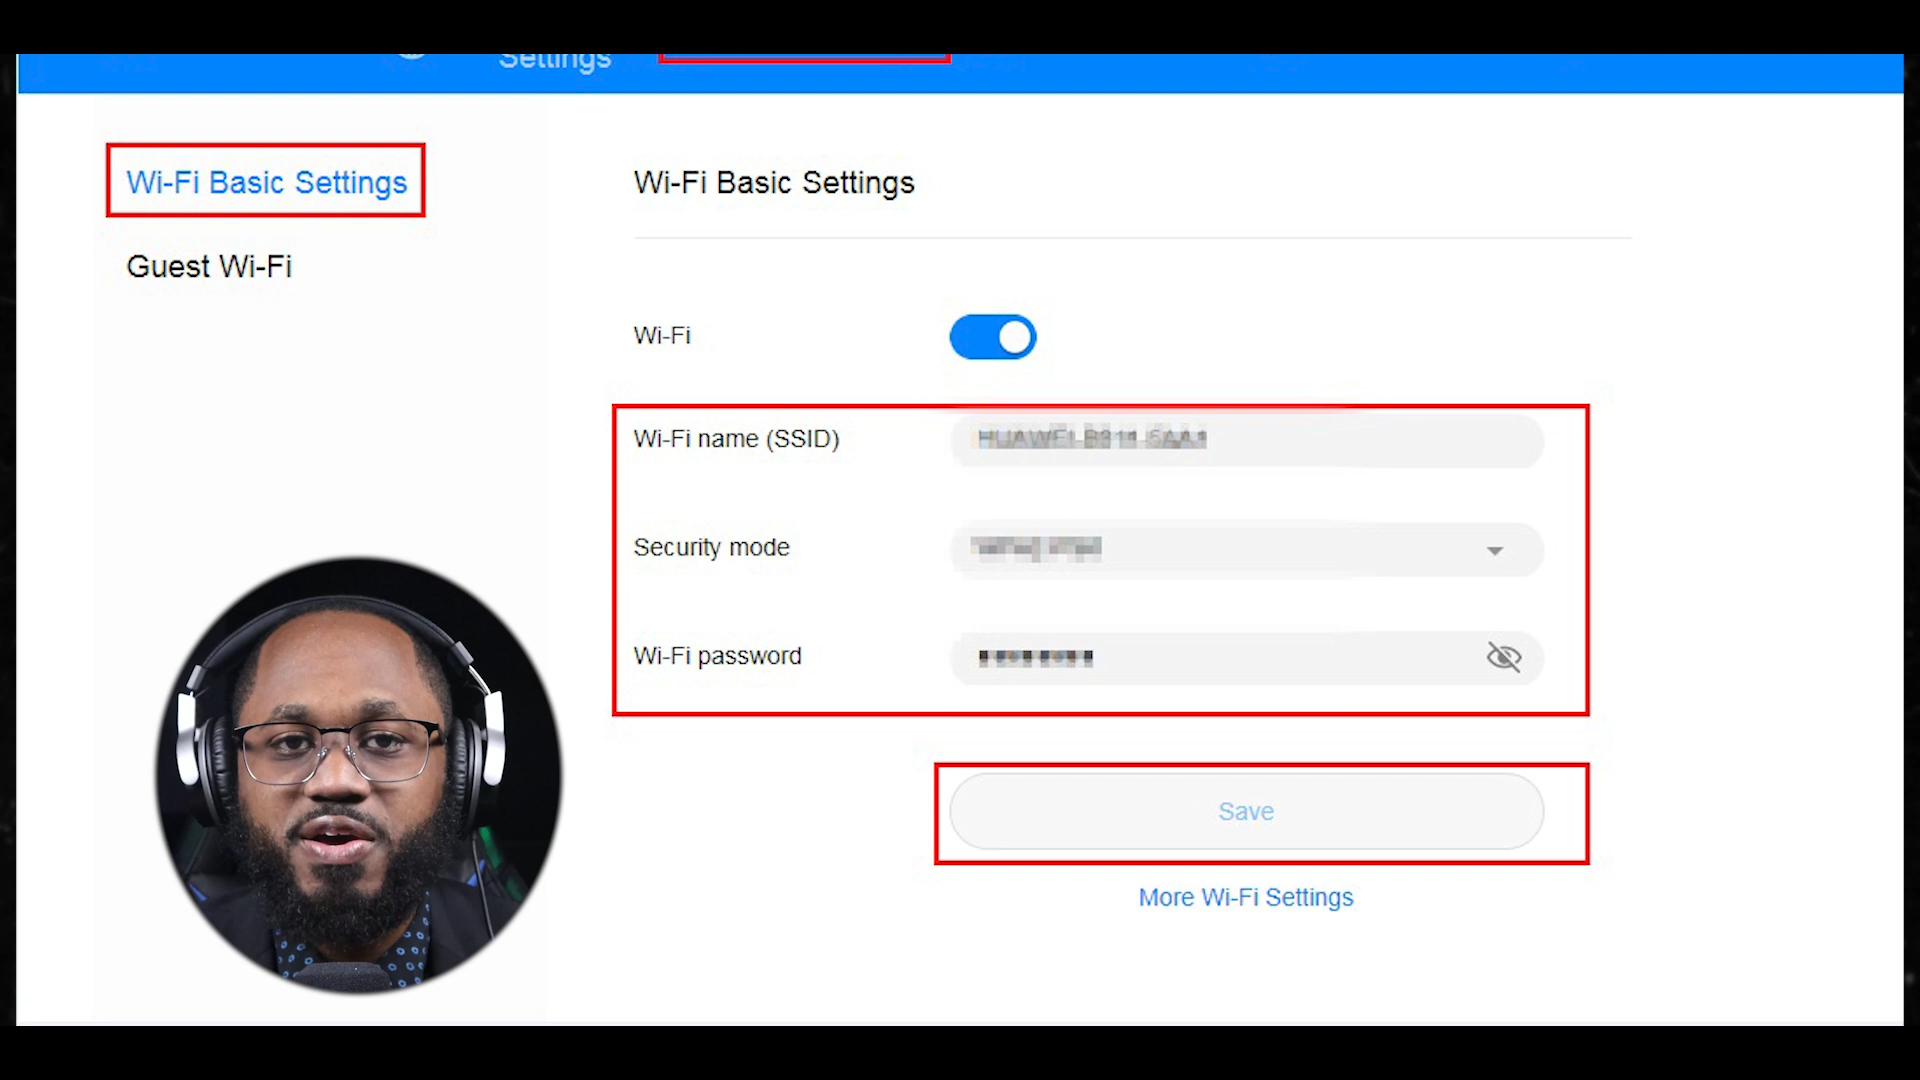 Settings
Wi-Fi Basic Settings
Guest Wi-Fi
Wi-Fi Basic Settings
Wi-Fi
Wi-Fi name (SSID)
Security mode
Wi-Fi password
Save
More Wi-Fi Settings